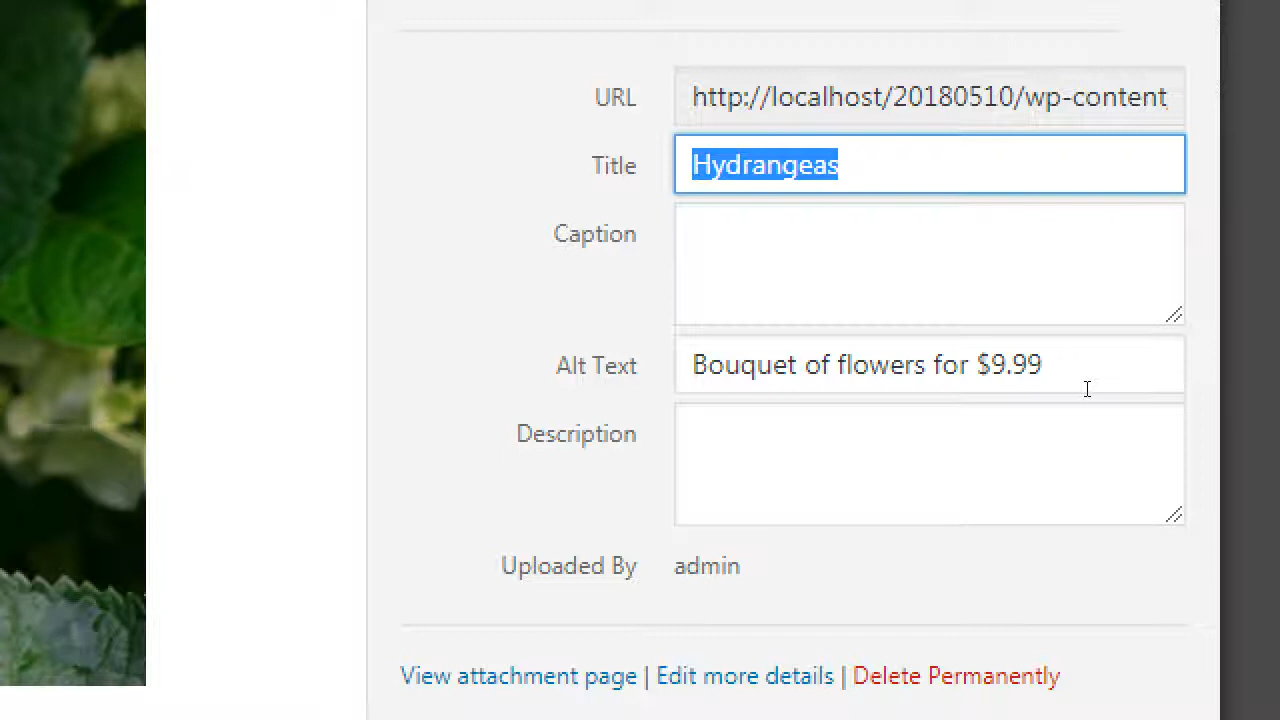 URL http://localhost/20180510/wp-content
Title Hydrangeas
Caption
Alt Text Bouquet of flowers for $9.99
Description
Uploaded By admin
View attachment page | Edit more details | Delete Permanently